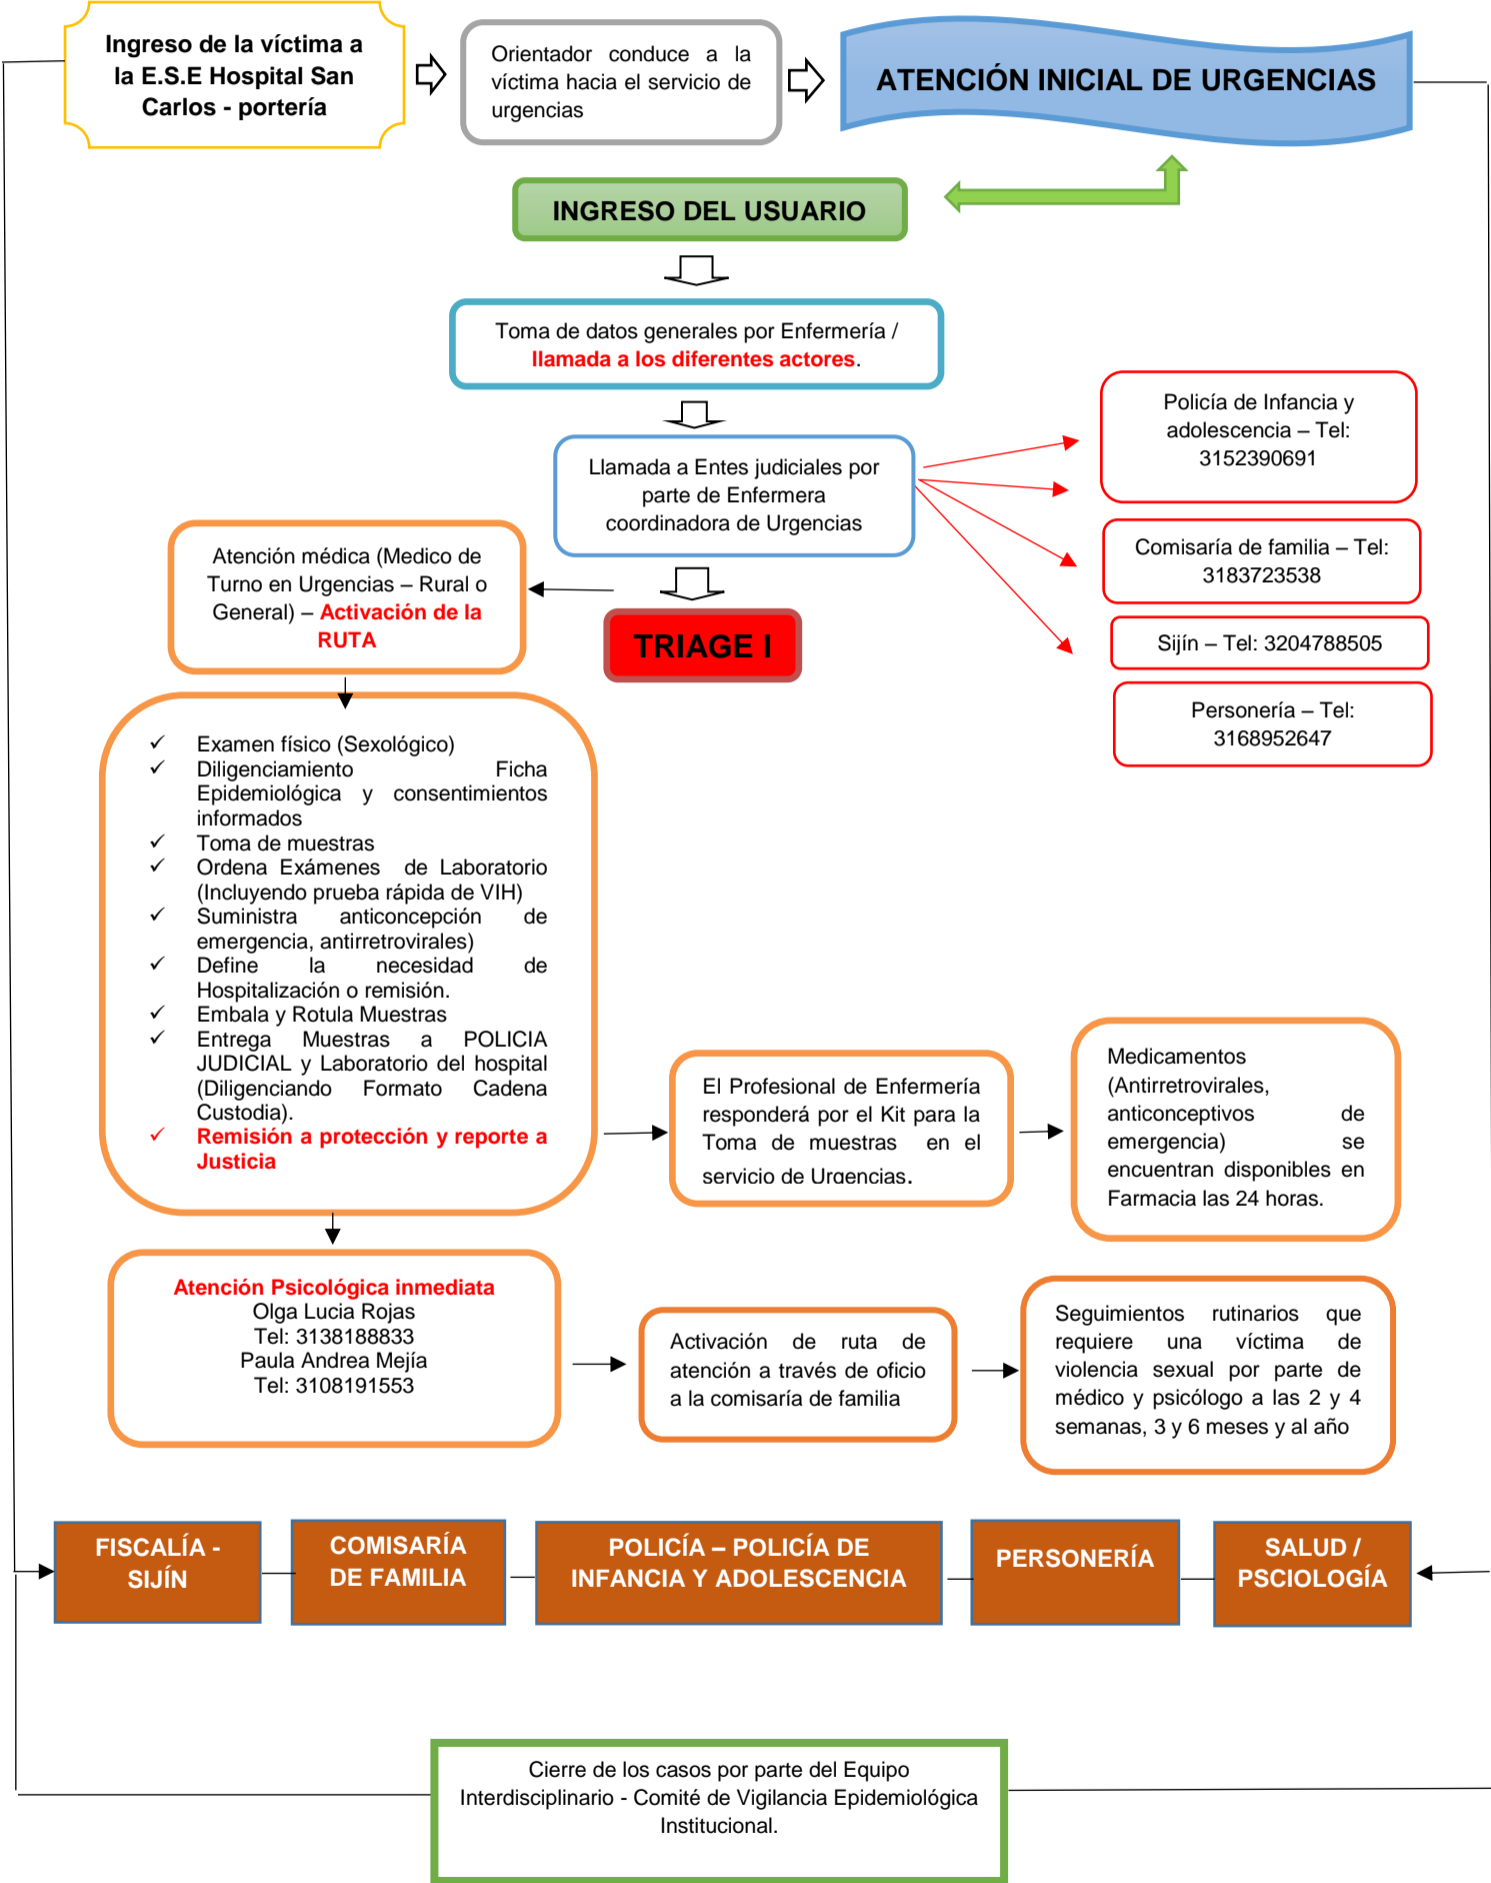 Ingreso de la víctima a
la E.S.E Hospital San
Carlos - portería
Orientador conduce a la
víctima hacia el servicio de
urgencias
ATENCIÓN INICIAL DE URGENCIAS
INGRESO DEL USUARIO
Toma de datos generales por Enfermería /
llamada a los diferentes actores.
Llamada a Entes judiciales por
parte de Enfermera
coordinadora de Urgencias
Policía de Infancia y
adolescencia – Tel:
3152390691
Comisaría de familia – Tel:
3183723538
Sijín – Tel: 3204788505
Personería – Tel:
3168952647
Atención médica (Medico de
Turno en Urgencias – Rural o
General) – Activación de la
RUTA
TRIAGE I
✓ Examen físico (Sexológico)
✓ Diligenciamiento Ficha
Epidemiológica y consentimientos
informados
✓ Toma de muestras
✓ Ordena Exámenes de Laboratorio
(Incluyendo prueba rápida de VIH)
✓ Suministra anticoncepción de
emergencia, antirretrovirales)
✓ Define la necesidad de
Hospitalización o remisión.
✓ Embala y Rotula Muestras
✓ Entrega Muestras a POLICIA
JUDICIAL y Laboratorio del hospital
(Diligenciando Formato Cadena
Custodia).
✓ Remisión a protección y reporte a
Justicia
El Profesional de Enfermería
responderá por el Kit para la
Toma de muestras en el
servicio de Urgencias.
Medicamentos
(Antirretrovirales,
anticonceptivos de
emergencia) se
encuentran disponibles en
Farmacia las 24 horas.
Atención Psicológica inmediata
Olga Lucia Rojas
Tel: 3138188833
Paula Andrea Mejía
Tel: 3108191553
Activación de ruta de
atención a través de oficio
a la comisaría de familia
Seguimientos rutinarios que
requiere una víctima de
violencia sexual por parte de
médico y psicólogo a las 2 y 4
semanas, 3 y 6 meses y al año
FISCALÍA -
SIJÍN
COMISARÍA
DE FAMILIA
POLICÍA – POLICÍA DE
INFANCIA Y ADOLESCENCIA
PERSONERÍA
SALUD /
PSCIOLOGÍA
Cierre de los casos por parte del Equipo
Interdisciplinario - Comité de Vigilancia Epidemiológica
Institucional.